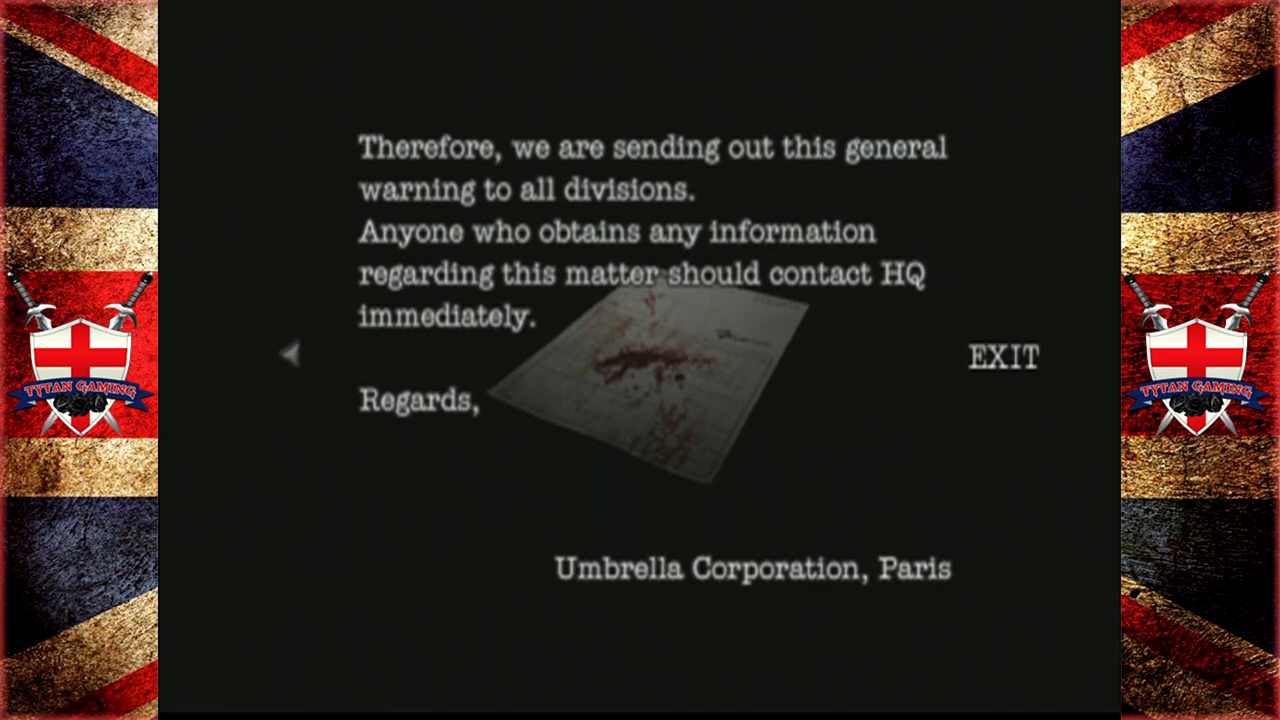 Therefore, we are sending out this general
warning to all divisions.
Anyone who obtains any information
regarding this matter should contact HQ
immediately.
EXIT
Regards,
TYTAN GAMING
TYTAN GAMING
Umbrella Corporation, Paris